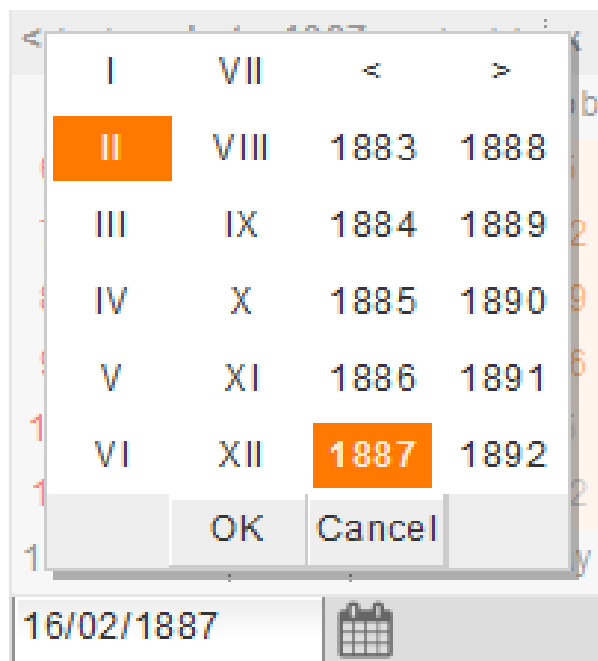 <
I VII < >
II VIII 1883 1888
III IX 1884 1889
IV X 1885 1890
V XI 1886 1891
VI XII 1887 1892
OK Cancel
16/02/1887